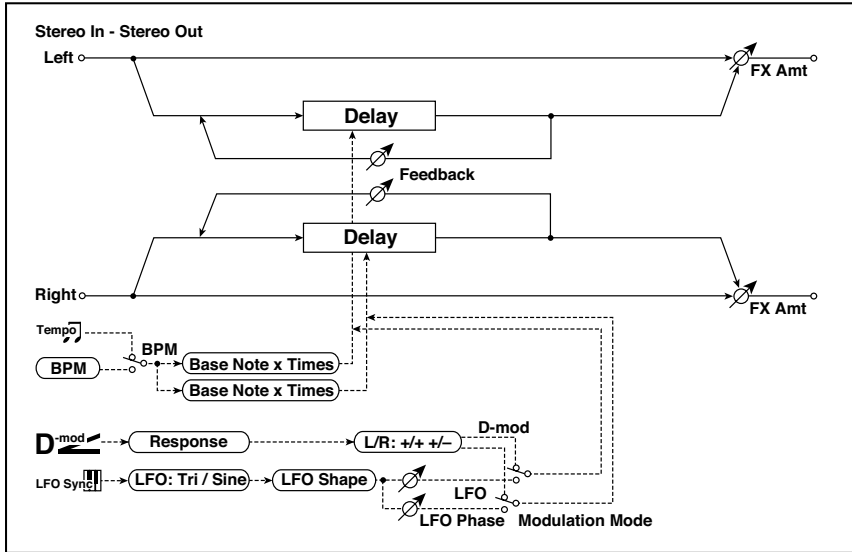 Stereo In - Stereo Out
Left
FX Amt
Delay
Feedback
Delay
Right
FX Amt
Tempo
BPM
BPM
Base Note x Times
Base Note x Times
D-mod
D-mod
Response
L/R: +/+ +/–
LFO Sync
LFO: Tri / Sine
LFO Shape
LFO
LFO Phase
Modulation Mode